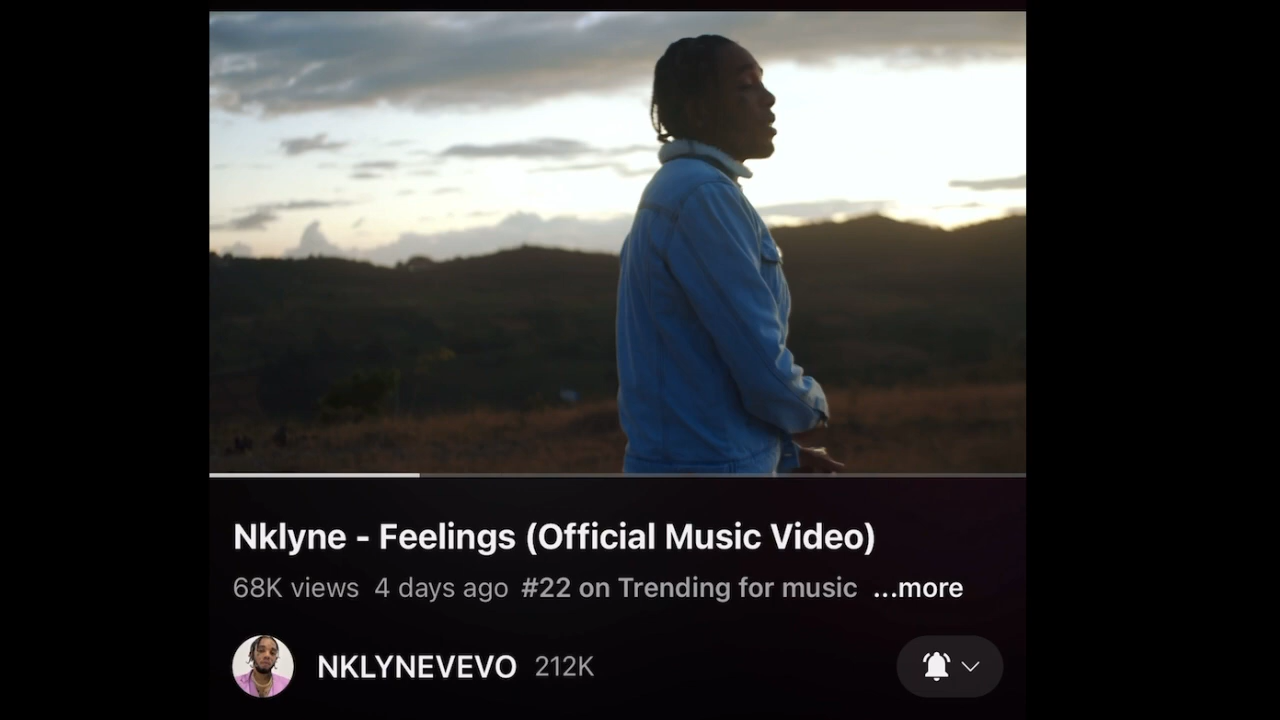 Nklyne - Feelings (Official Music Video)
68K views 4 days ago #22 on Trending for music ...more
NKLYNEVEVO 212K